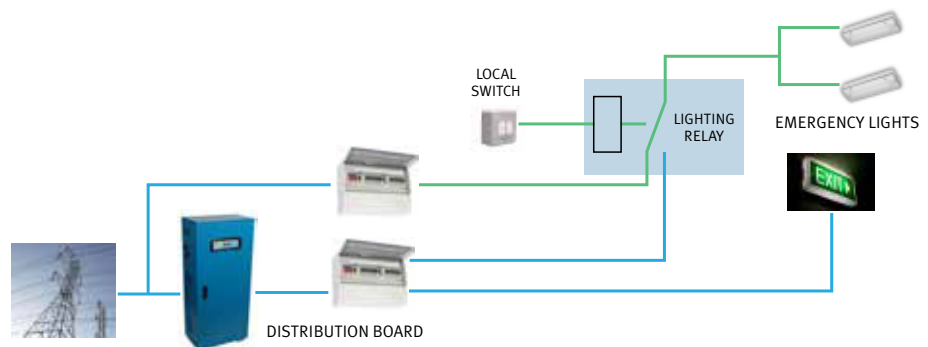 LOCAL
SWITCH
LIGHTING
RELAY
EMERGENCY LIGHTS
EXIT
DISTRIBUTION BOARD